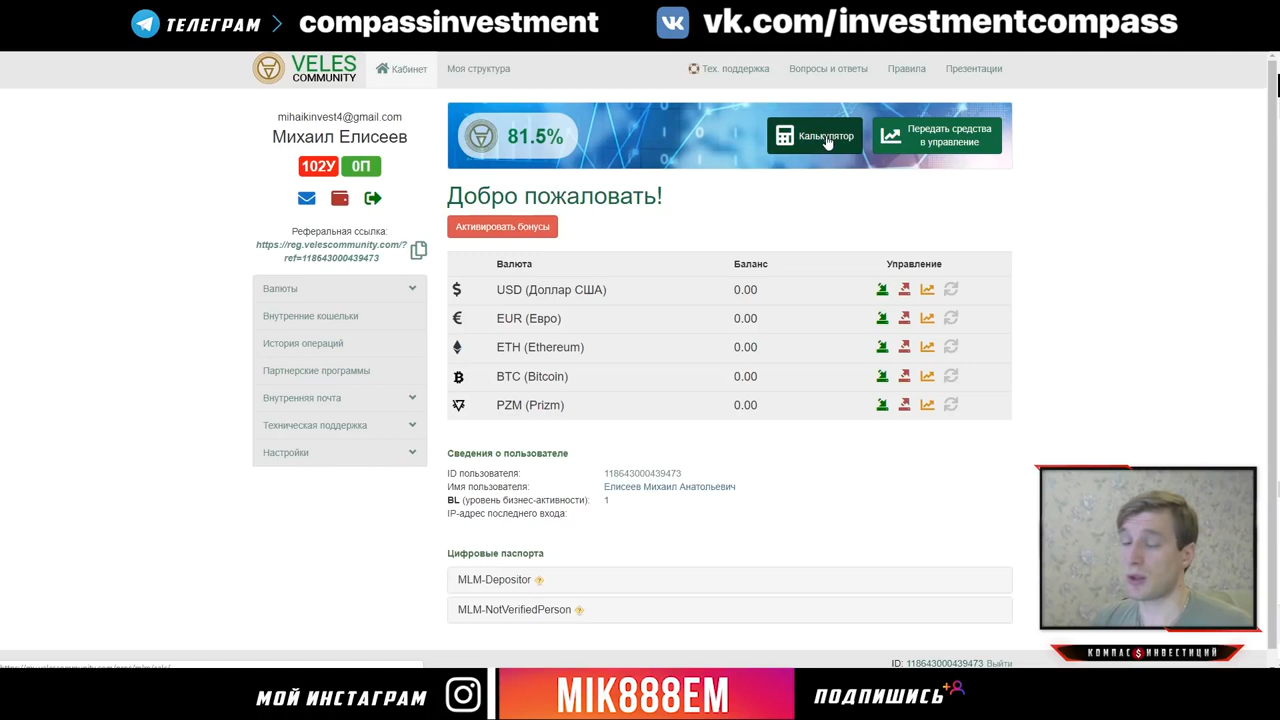 ТЕЛЕГРАМ > compassinvestment
vk.com/investmentcompass
VELES
COMMUNITY
Кабинет
Моя структура
Тех. поддержка
Вопросы и ответы
Правила
Презентации
mihaikinvest4@gmail.com
Михаил Елисеев
102У 0П
Реферальная ссылка:
https://reg.velescommunity.com/?
ref=118643000439473
Валюты
Внутренние кошельки
История операций
Партнерские программы
Внутренняя почта
Техническая поддержка
Настройки
81.5%
Калькулятор
Передать средства
в управление
Добро пожаловать!
Активировать бонусы
Валюта Баланс Управление
$ USD (Доллар США) 0.00
€ EUR (Евро) 0.00
ETH (Ethereum) 0.00
BTC (Bitcoin) 0.00
PZM (Prizm) 0.00
Сведения о пользователе
ID пользователя: 118643000439473
Имя пользователя: Елисеев Михаил Анатольевич
BL (уровень бизнес-активности): 1
IP-адрес последнего входа:
Цифровые паспорта
MLM-Depositor
MLM-NotVerifiedPerson
ID: 118643000439473 Выйти
КОМПАС $ ИНВЕСТИЦИЙ
МОЙ ИНСТАГРАМ
MIK888EM
ПОДПИШИСЬ